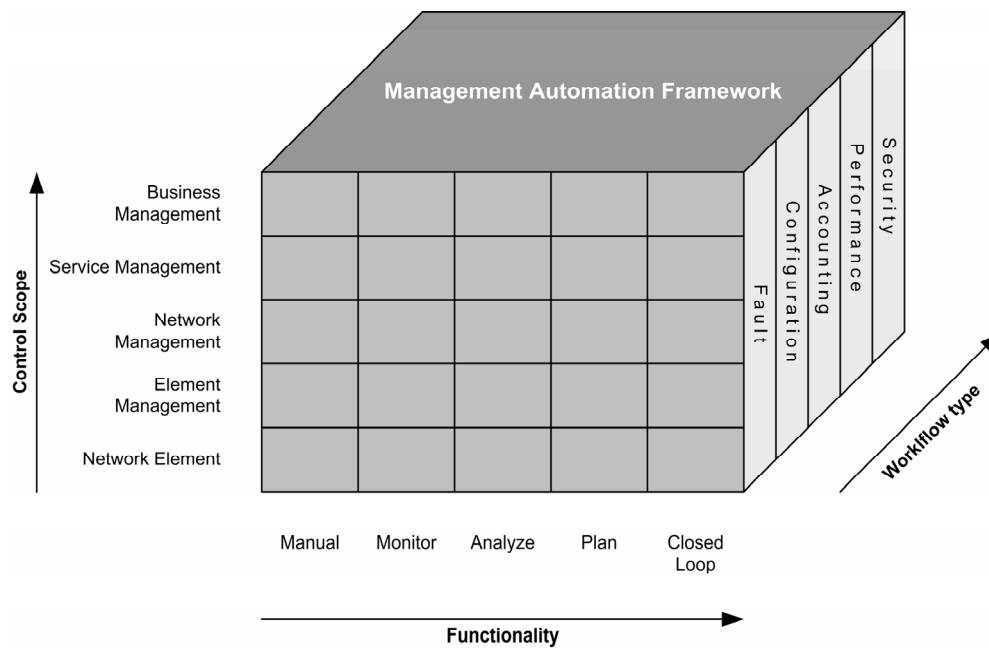 Management Automation Framework
Business
Management
Service Management
Network
Management
Element
Management
Network Element
Control Scope
Fault
Configuration
Accounting
Performance
Security
Worklflow type
Manual
Monitor
Analyze
Plan
Closed
Loop
Functionality